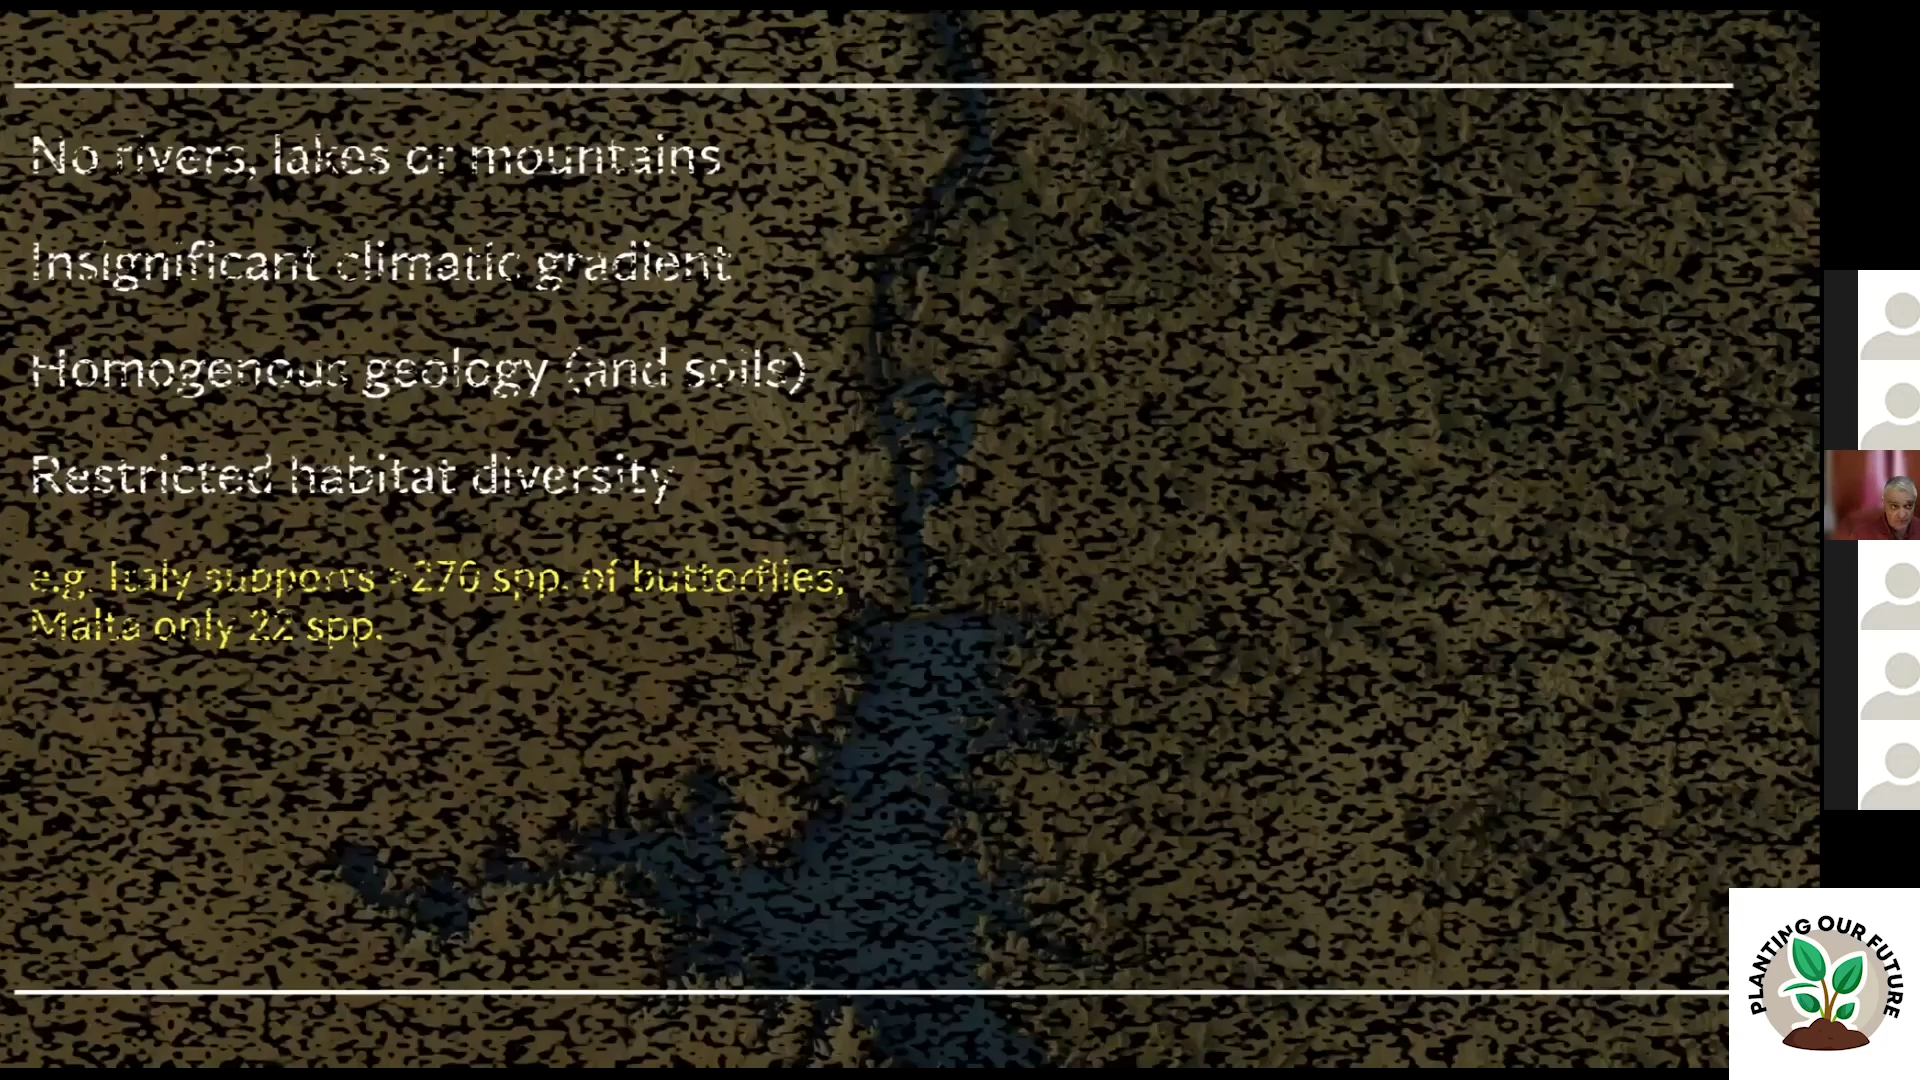 No rivers, lakes or mountains
Insignificant climatic gradient
Homogenous geology (and soils)
Restricted habitat diversity
e.g. Italy supports >270 spp. of butterflies;
Malta only 22 spp.
PLANTING OUR FUTURE